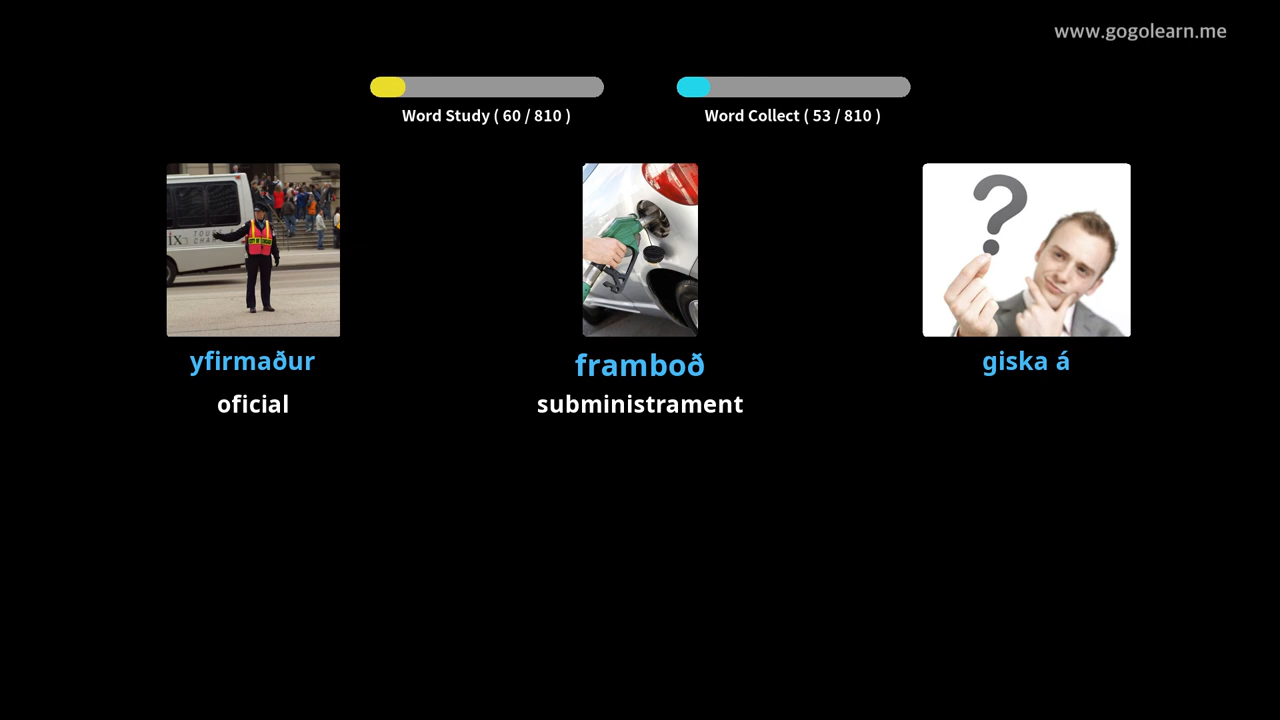 www.gogolearn.me
Word Study ( 60 / 810 )
Word Collect ( 53 / 810 )
yfirmaður
framboð
giska á
oficial
subministrament